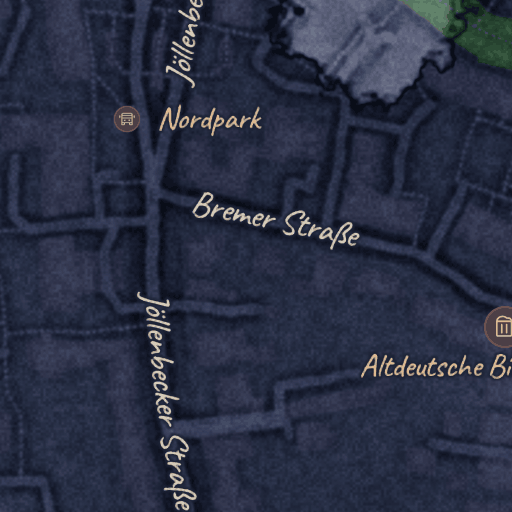 Jöllenbe
Nordpark
Bremer Straße
Jöllenbecker Straße
Altdeutsche Bi